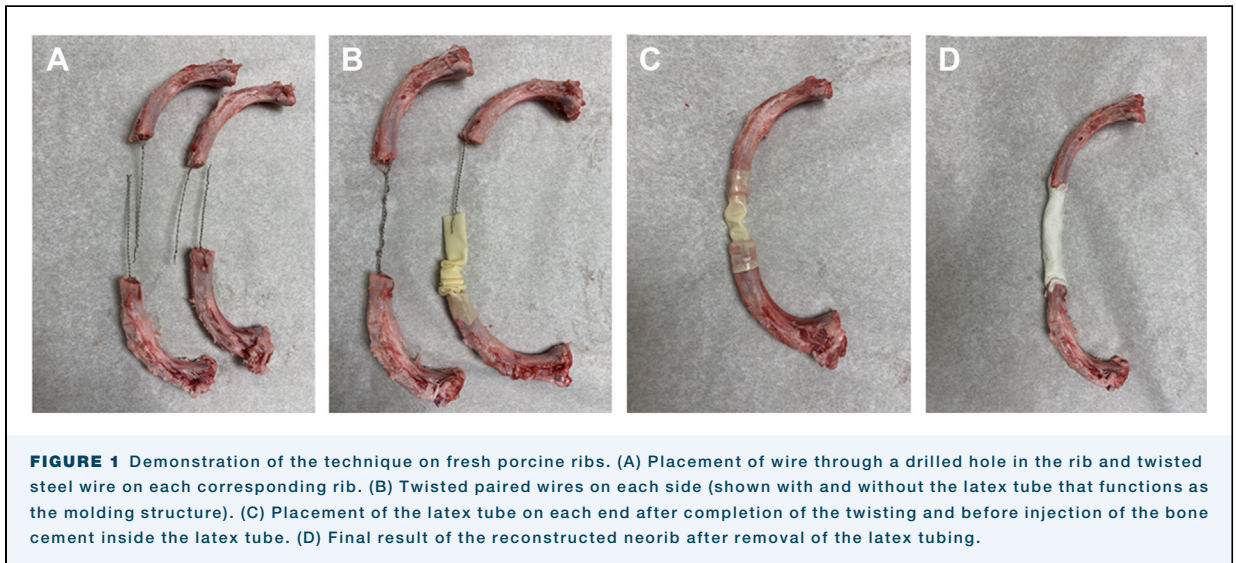 A B C D
FIGURE 1 Demonstration of the technique on fresh porcine ribs. (A) Placement of wire through a drilled hole in the rib and twisted
steel wire on each corresponding rib. (B) Twisted paired wires on each side (shown with and without the latex tube that functions as
the molding structure). (C) Placement of the latex tube on each end after completion of the twisting and before injection of the bone
cement inside the latex tube. (D) Final result of the reconstructed neorib after removal of the latex tubing.